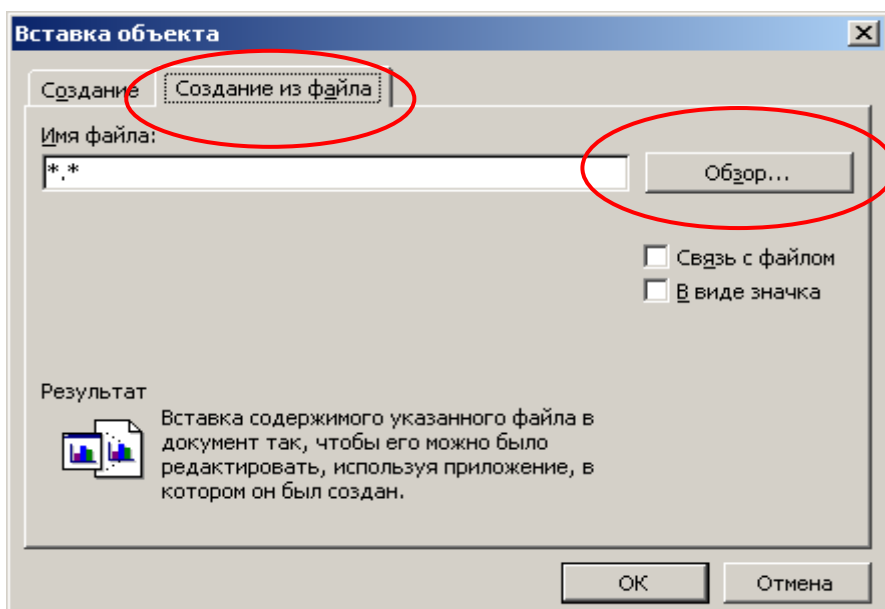 Вставка объекта
Создание
Создание из файла
Имя файла:
*.*
Обзор...
Связь с файлом
В виде значка
Результат
Вставка содержимого указанного файла в
документ так, чтобы его можно было
редактировать, используя приложение, в
котором он был создан.
ОК
Отмена